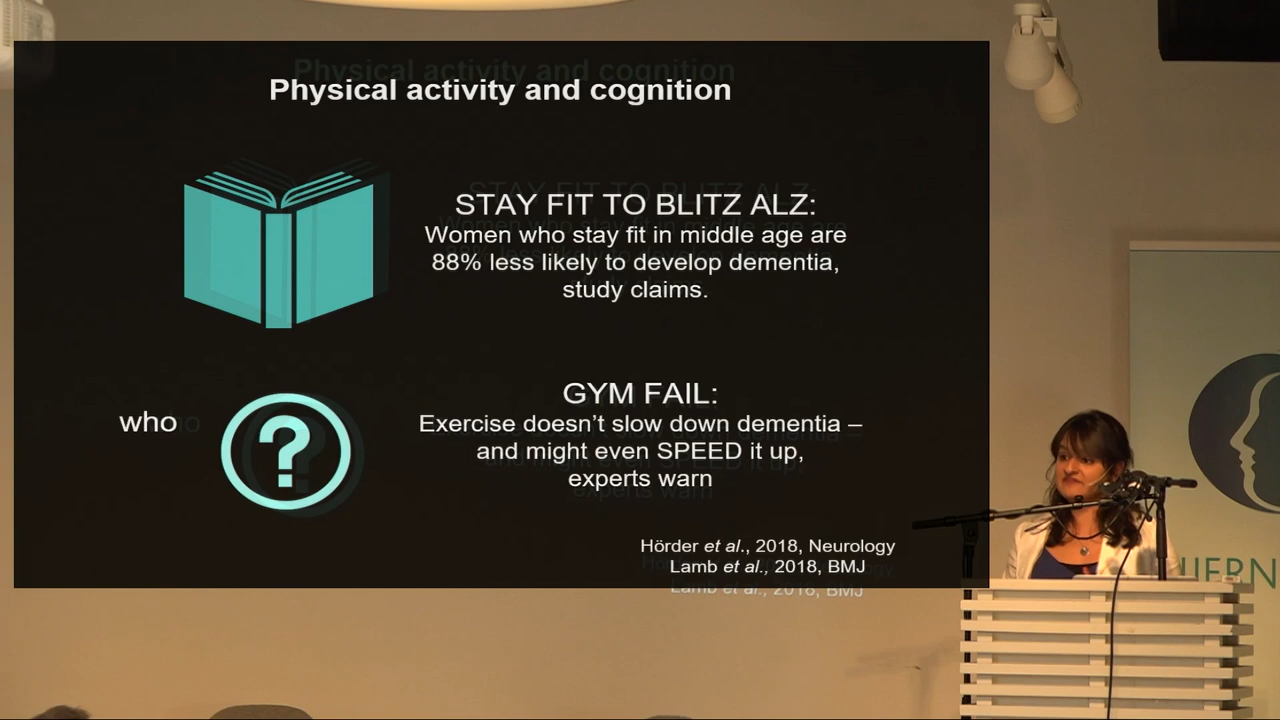 Physical activity and cognition
STAY FIT TO BLITZ ALZ:
Women who stay fit in middle age are
88% less likely to develop dementia,
study claims.
who
?
GYM FAIL:
Exercise doesn't slow down dementia –
and might even SPEED it up,
experts warn
Hörder et al., 2018, Neurology
Lamb et al., 2018, BMJ